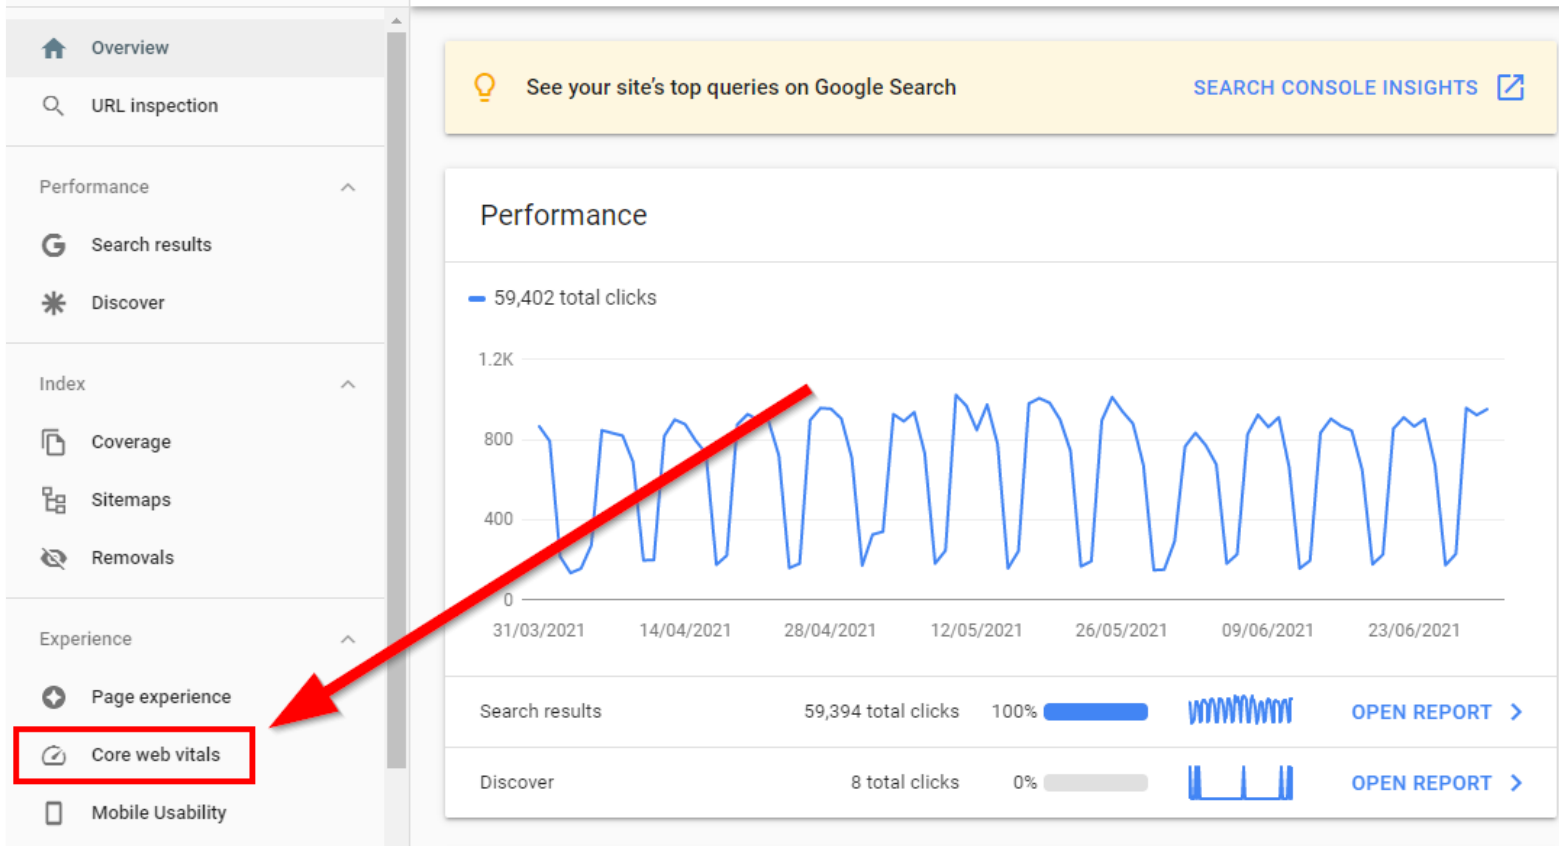 Overview
URL inspection
Performance
Search results
Discover
Index
Coverage
Sitemaps
Removals
Experience
Page experience
Core web vitals
Mobile Usability
See your site's top queries on Google Search SEARCH CONSOLE INSIGHTS
Performance
59,402 total clicks
1.2K
800
400
0
31/03/2021 14/04/2021 28/04/2021 12/05/2021 26/05/2021 09/06/2021 23/06/2021
Search results 59,394 total clicks 100% OPEN REPORT
Discover 8 total clicks 0% OPEN REPORT